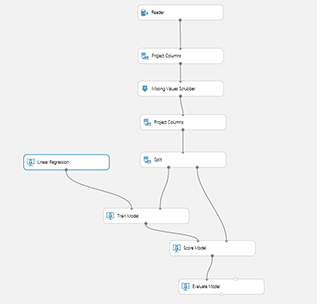 Reader
Project Columns
Missing Values Scrubber
Project Columns
Split
Linear Regression
Train Model
Score Model
Evaluate Model